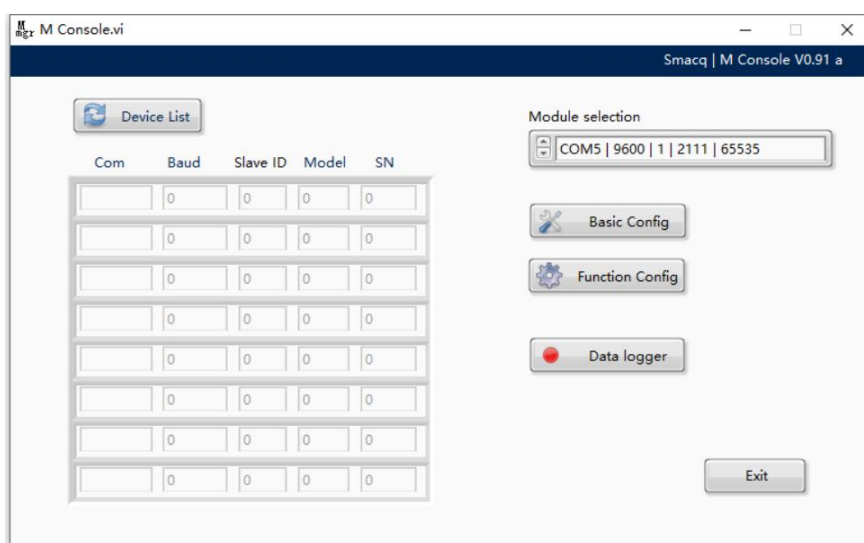 M mgr M Console.vi
Smacq | M Console V0.91 a
Device List
Com Baud Slave ID Model SN
0 0 0 0
0 0 0 0
0 0 0 0
0 0 0 0
0 0 0 0
0 0 0 0
0 0 0 0
0 0 0 0
Module selection
COM5 | 9600 | 1 | 2111 | 65535
Basic Config
Function Config
Data logger
Exit